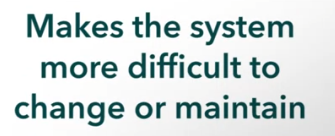 Makes the system
more difficult to
change or maintain